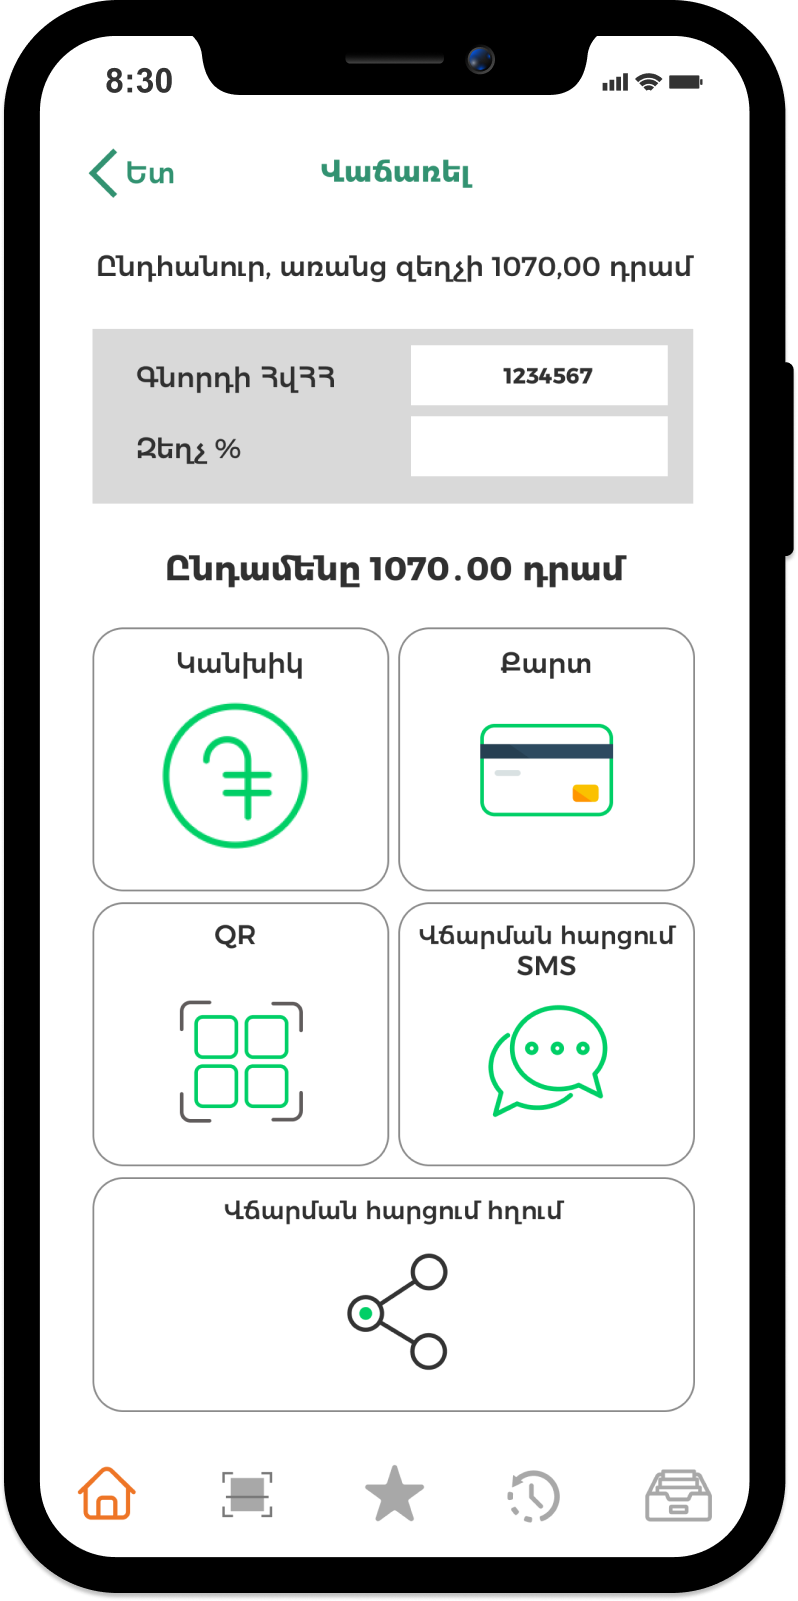 8:30
Ետ
Վաճառել
Ընդհանուր, առանց զեղչի 1070,00 դրամ
Գնորդի ՀվՀՀ
1234567
Զեղչ %
Ընդամենը 1070.00 դրամ
Կանխիկ
Քարտ
QR
Վճարման հարցում
SMS
Վճարման հարցում հղում